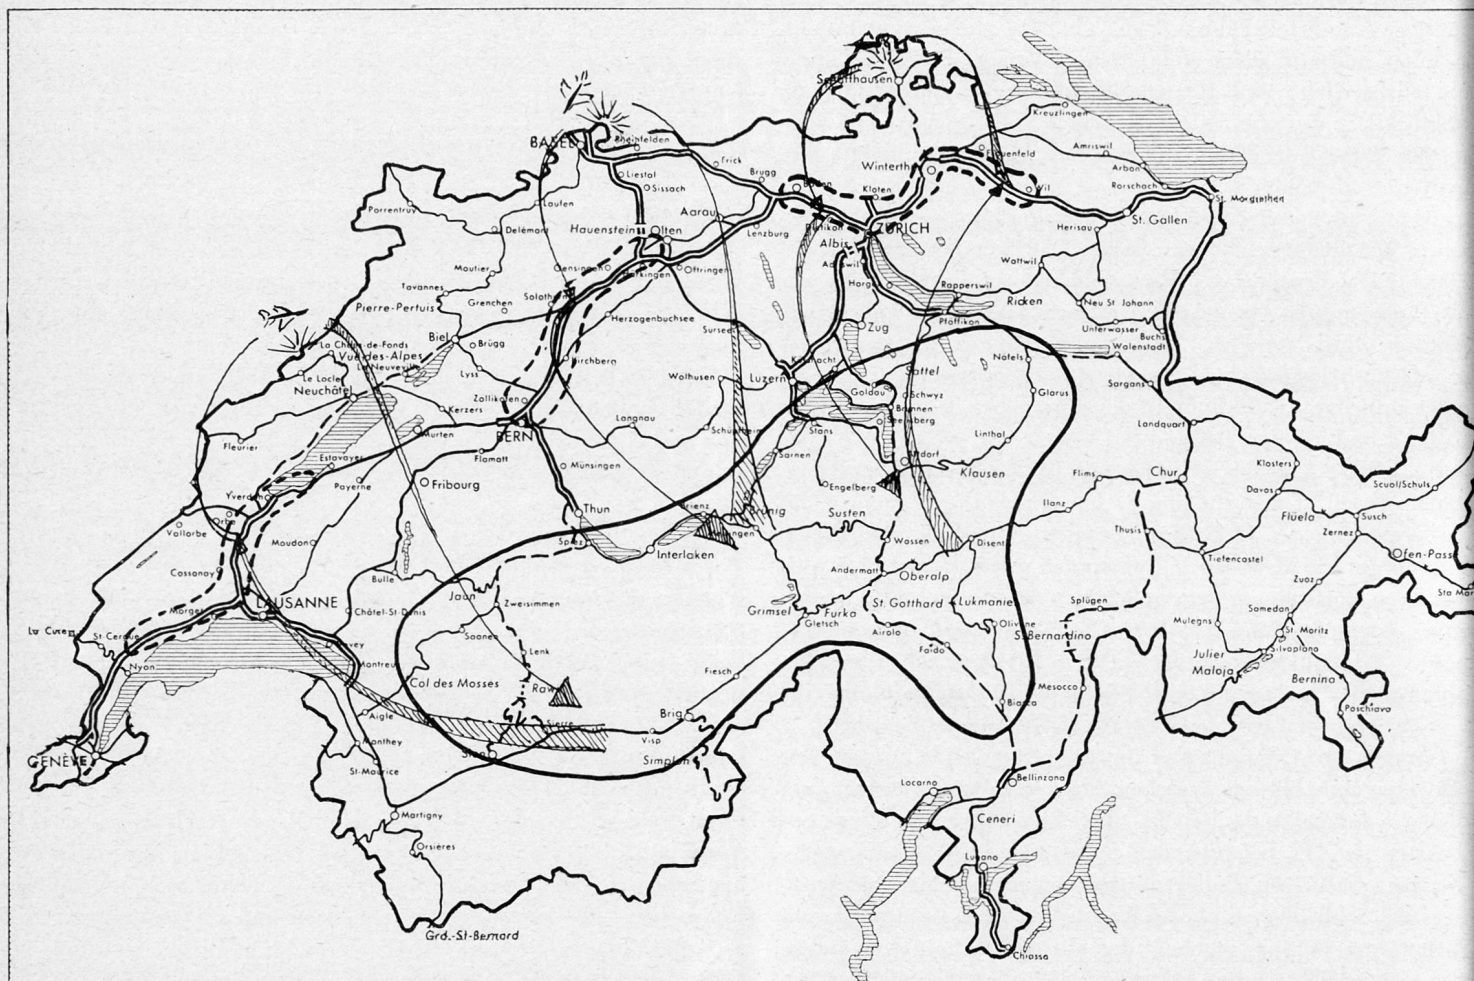 Schaffhausen
Kreuzlingen
BASEL
Rheinfelden
Frick
Frauenfeld
Amriswil
Arbon
Liestal
Sissach
Brugg
Baden
Kloten
Winterth
Wil
Rorschach
St. Margrethen
Porrentruy
Laufen
Aarau
St. Gallen
Delémont
Hauenstein
Olten
Lenzburg
Albis
ZÜRICH
Herisau
Moutier
Oensingen
Oftringen
Adliswil
Wattwil
Tavannes
Grenchen
Solothurn
Horgen
Rapperswil
Ricken
Neu St. Johann
Pierre-Pertuis
Herzogenbuchsee
Sursee
Zug
Pfäffikon
Unterwasser
Buchs
La Chaux-de-Fonds
Biel
Brügg
Walenstadt
Vue-des-Alpes
La Neuveville
Kirchberg
Näfels
Le Locle
Lyss
Wolhusen
Luzern
Sattel
Sargans
Neuchâtel
Zollikofen
Goldau
Schwyz
Glarus
Kerzers
Brunnen
Murten
BERN
Langnau
Schüpfheim
Stans
Seelisberg
Landquart
Fleurier
Linthal
Estavayer
Flamatt
Münsingen
Sarnen
Altdorf
Klausen
Flims
Chur
Klosters
Yverdon
Payerne
Fribourg
Engelberg
Davos
Scuol/Schuls
Orbe
Thun
Brienz
Brünig
Susten
Ilanz
Flüela
Susch
Vallorbe
Moudon
Spiez
Interlaken
Wassen
Disentis
Thusis
Zernez
Cossonay
Bulle
Andermatt
Oberalp
Tiefencastel
Ofen-Pass
Zuoz
Morges
LAUSANNE
Châtel-St-Denis
Jaun
Zweisimmen
Grimsel
Furka
St. Gotthard
Lukmanier
Splügen
Sta Mar
La Cure
St-Cergue
Gletsch
Airolo
Olivone
S. Bernardino
Mulegns
Samedan
Saanen
St. Moritz
Vevey
Lenk
Faido
Julier
Silvaplana
Nyon
Montreux
Fiesch
Maloja
Bernina
Col des Mosses
Rawil
Mesocco
Aigle
Brig
Biasca
Poschiavo
Sierre
Visp
Monthey
Sion
Simplon
GENÈVE
St-Maurice
Locarno
Bellinzona
Martigny
Ceneri
Orsières
Lugano
Grd.-St-Bernard
Chiasso